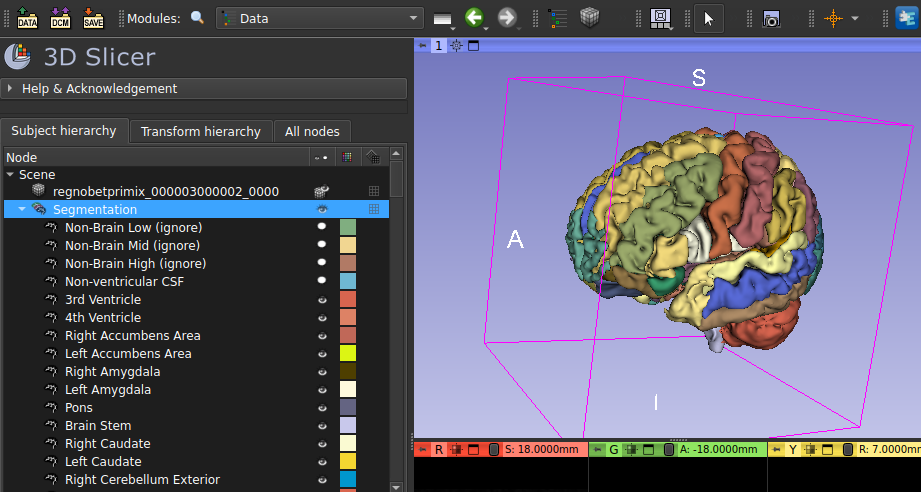 DATA DCM SAVE Modules: Data
1
3D Slicer
Help & Acknowledgement
Subject hierarchy Transform hierarchy All nodes
Node
Scene
regnobetprimix_000003000002_0000
Segmentation
Non-Brain Low (ignore)
Non-Brain Mid (ignore)
Non-Brain High (ignore)
Non-ventricular CSF
3rd Ventricle
4th Ventricle
Right Accumbens Area
Left Accumbens Area
Right Amygdala
Left Amygdala
Pons
Brain Stem
Right Caudate
Left Caudate
Right Cerebellum Exterior
S
A
I
R S: 18.0000mm G A: -18.0000mm Y R: 7.0000mm